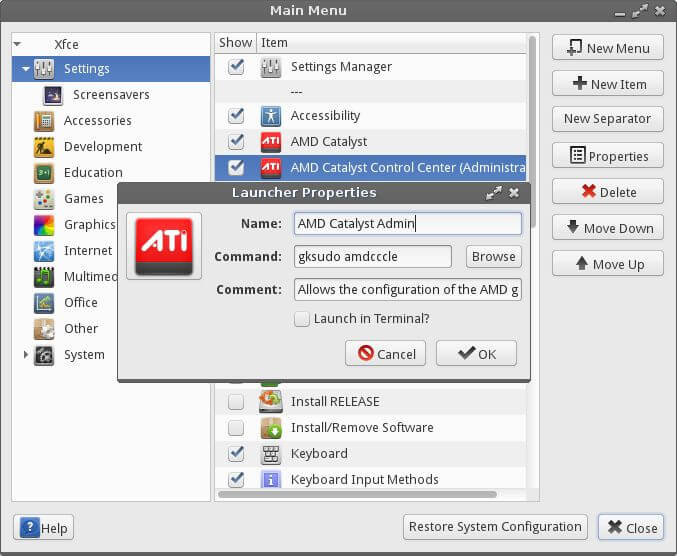 Main Menu
Xfce
Settings
Screensavers
Accessories
Development
Education
Games
Graphics
Internet
Multimed
Office
Other
System
Show Item
Settings Manager
---
Accessibility
AMD Catalyst
AMD Catalyst Control Center (Administra
Install RELEASE
Install/Remove Software
Keyboard
Keyboard Input Methods
New Menu
New Item
New Separator
Properties
Delete
Move Down
Move Up
Launcher Properties
ATI
Name: AMD Catalyst Admin
Command: gksudo amdcccle Browse
Comment: Allows the configuration of the AMD g
Launch in Terminal?
Cancel OK
Help Restore System Configuration Close